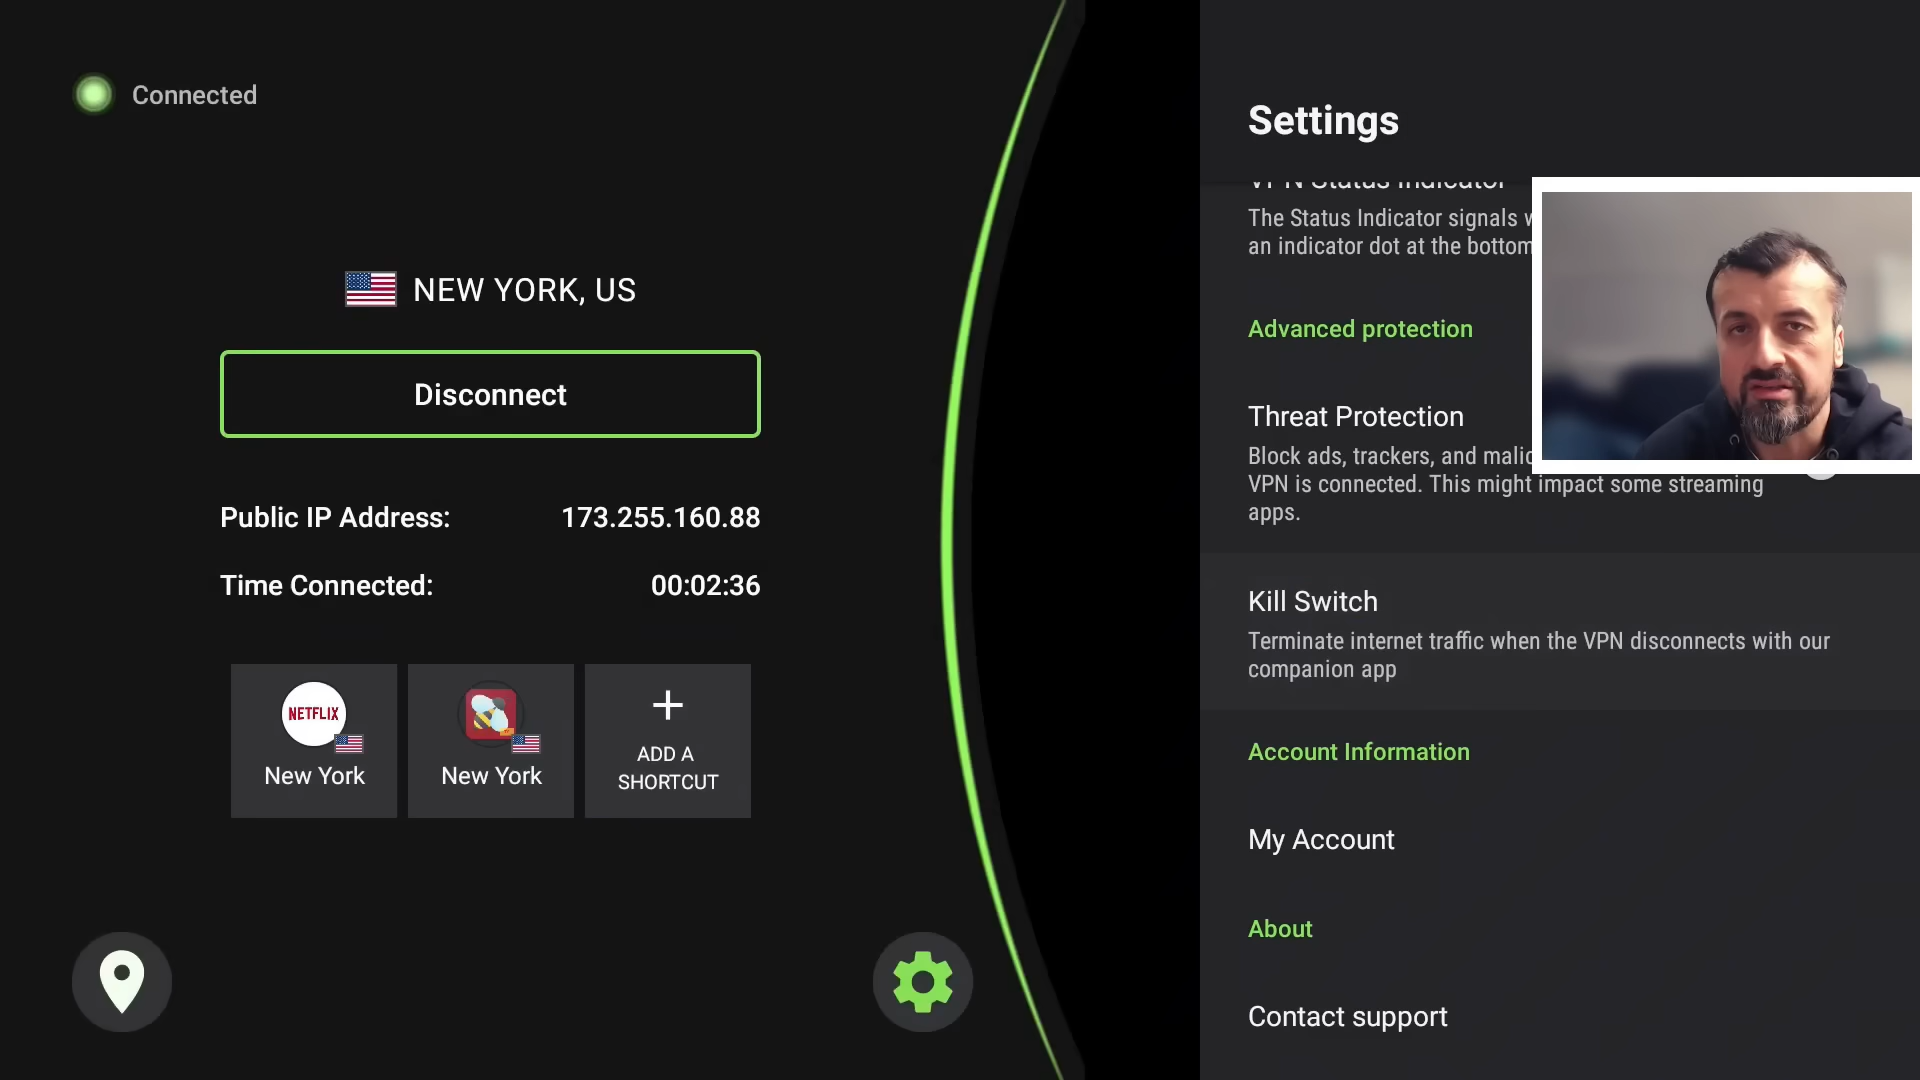 Connected
NEW YORK, US
Disconnect
Public IP Address: 173.255.160.88
Time Connected: 00:02:36
NETFLIX
New York
New York
ADD A
SHORTCUT
Settings
VPN Status Indicator
The Status Indicator signals
an indicator dot at the bottom
Advanced protection
Threat Protection
Block ads, trackers, and
VPN is connected. This might impact some streaming
apps.
Kill Switch
Terminate internet traffic when the VPN disconnects with our
companion app
Account Information
My Account
About
Contact support